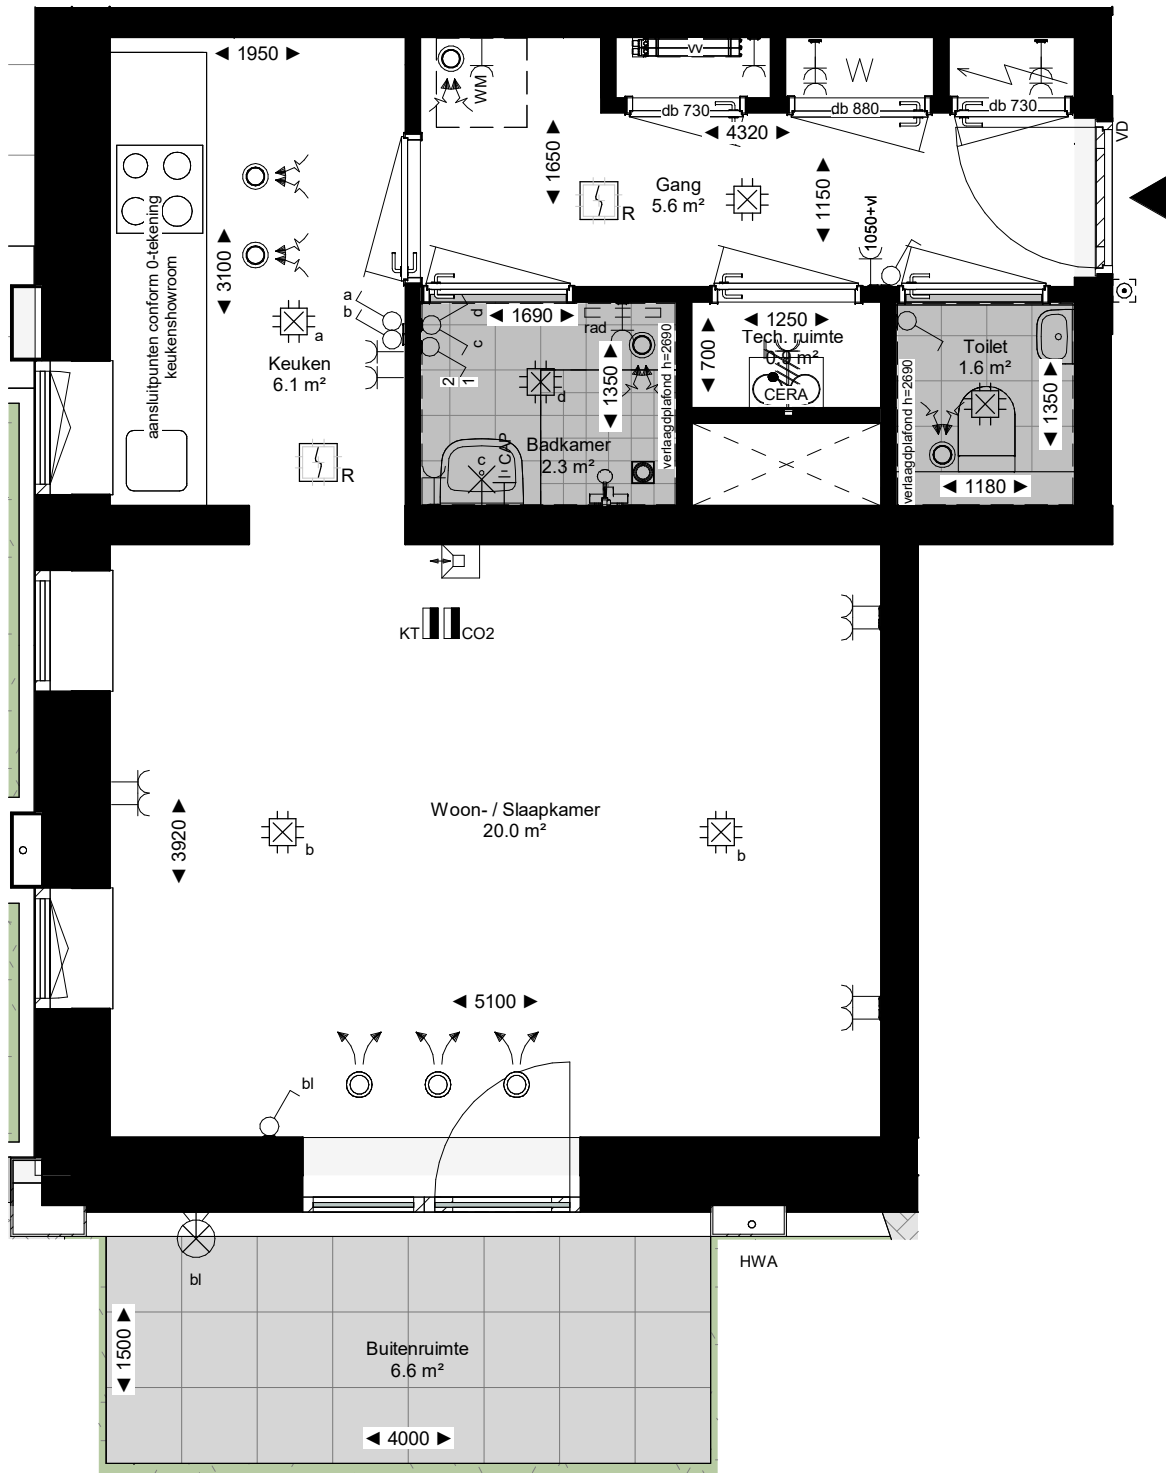 ◄ 1950 ►
WM
vv
W
db 730
db 880
db 730
◄ 4320 ►
VD
◄ 1650 ►
Gang
5.6 m²
R
◄ 1150 ►
1050+vl
aansluitpunten conform 0-tekening
keukenshowroom
◄ 3100 ►
a
b
a
Keuken
6.1 m²
R
d
c
2
1
◄ 1690 ►
rad
◄ 1350 ►
verlaagdplafond h=2690
d
CAP
c
Badkamer
2.3 m²
◄ 700 ►
◄ 1250 ►
Tech. ruimte
m²
CERA
Toilet
1.6 m²
verlaagdplafond h=2690
◄ 1350 ►
◄ 1180 ►
KT
CO2
Woon- / Slaapkamer
20.0 m²
◄ 3920 ►
b
b
◄ 5100 ►
bl
bl
HWA
Buitenruimte
6.6 m²
◄ 1500 ►
◄ 4000 ►